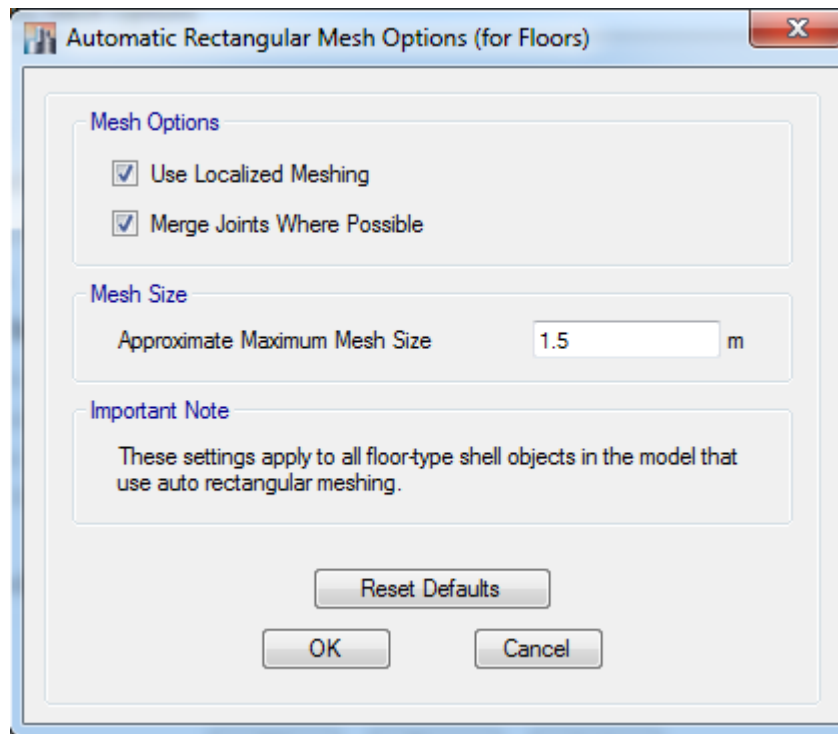 Automatic Rectangular Mesh Options (for Floors)
Mesh Options
Use Localized Meshing
Merge Joints Where Possible
Mesh Size
Approximate Maximum Mesh Size 1.5 m
Important Note
These settings apply to all floor-type shell objects in the model that
use auto rectangular meshing.
Reset Defaults
OK Cancel